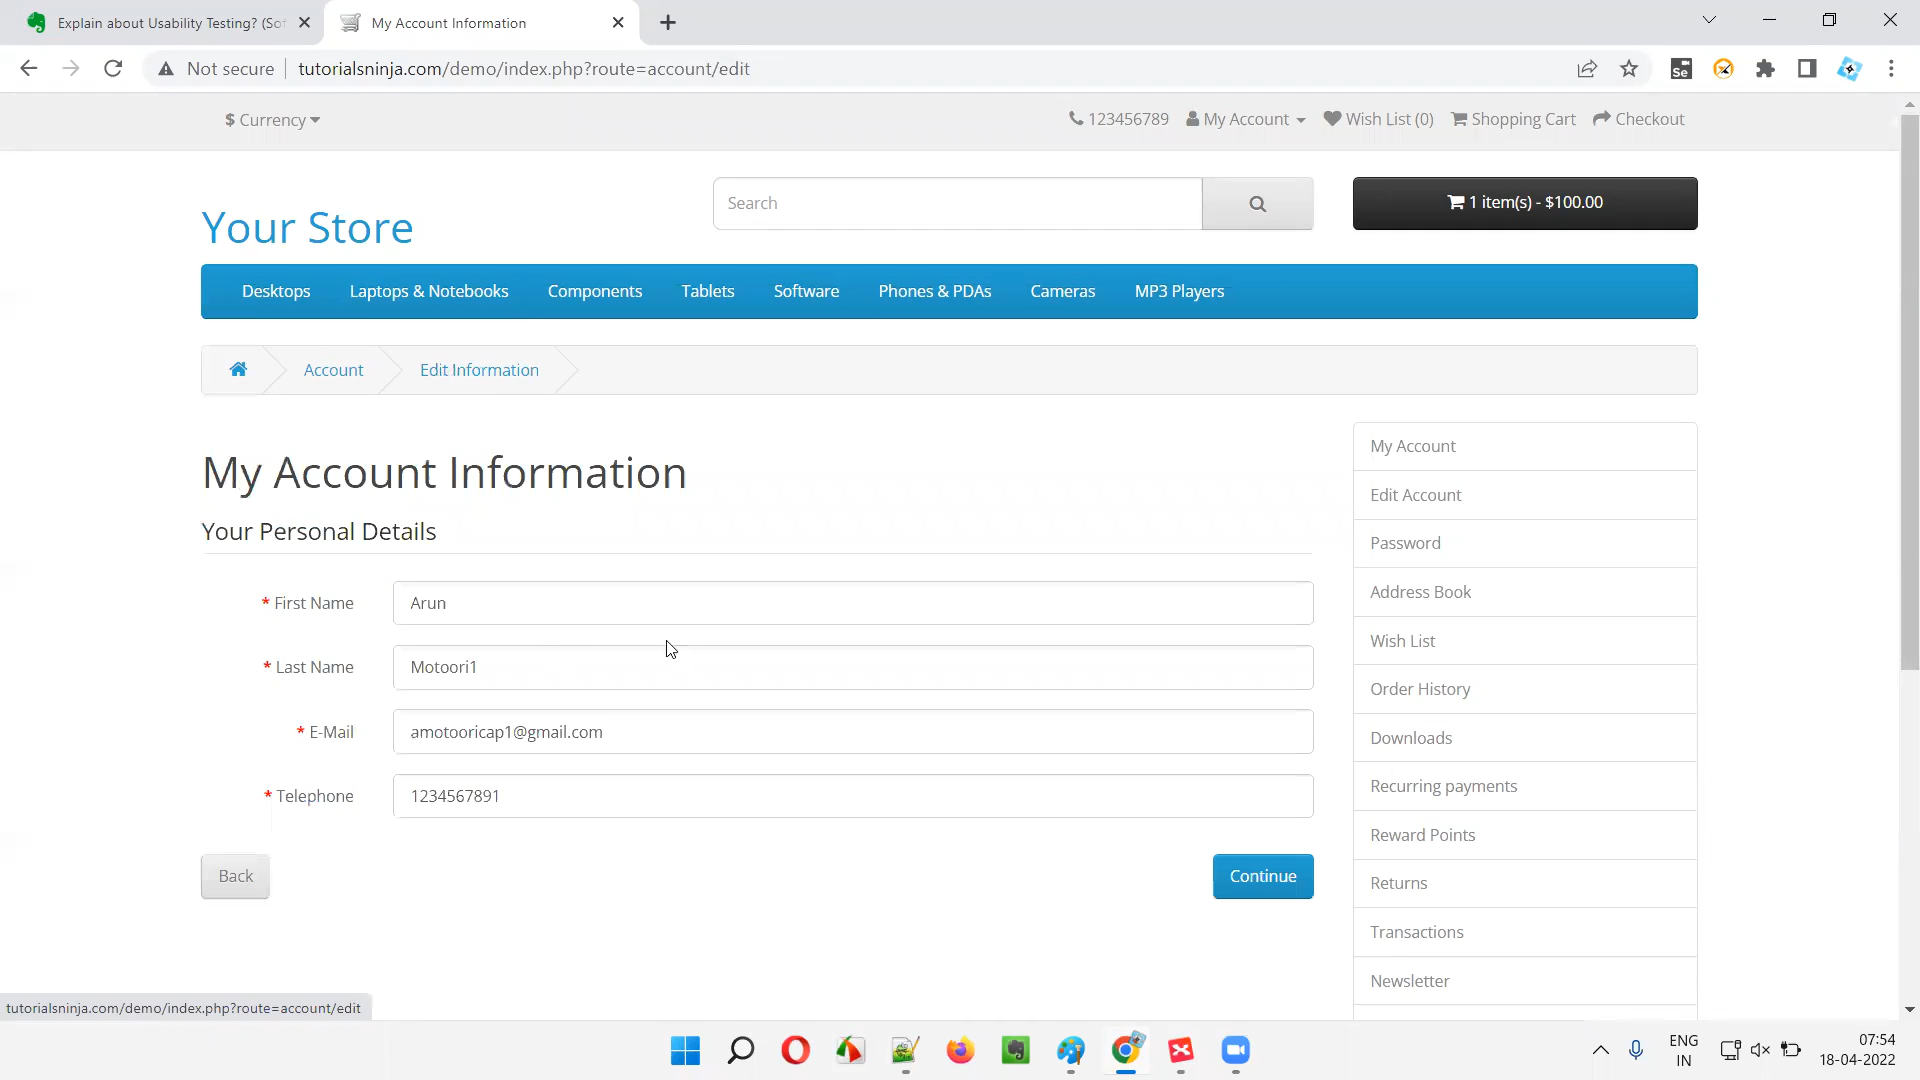 Explain about Usability Testing? (Sof
My Account Information
Not secure
tutorialsninja.com/demo/index.php?route=account/edit
Se
$ Currency
123456789
My Account
Wish List (0)
Shopping Cart
Checkout
Your Store
Search
1 item(s) - $100.00
Desktops
Laptops & Notebooks
Components
Tablets
Software
Phones & PDAs
Cameras
MP3 Players
Account
Edit Information
My Account Information
Your Personal Details
* First Name
Arun
* Last Name
Motoori1
* E-Mail
amotooricap1@gmail.com
* Telephone
1234567891
Back
Continue
My Account
Edit Account
Password
Address Book
Wish List
Order History
Downloads
Recurring payments
Reward Points
Returns
Transactions
Newsletter
tutorialsninja.com/demo/index.php?route=account/edit
ENG
IN
07:54
18-04-2022